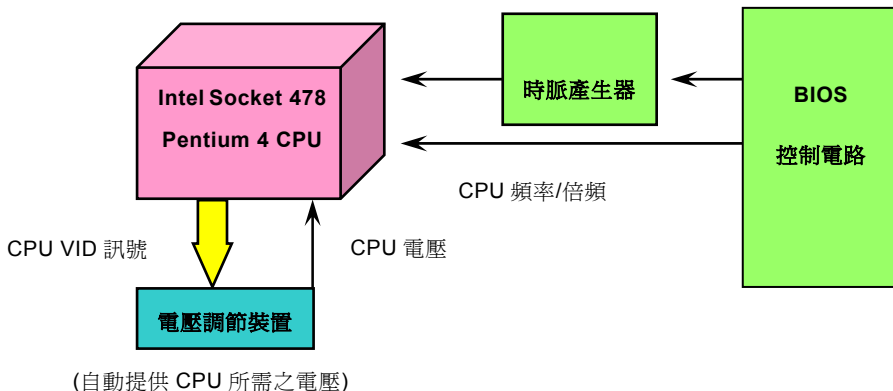 Intel Socket 478
Pentium 4 CPU
時脈產生器
BIOS
控制電路
CPU 頻率/倍頻
CPU VID 訊號
CPU 電壓
電壓調節裝置
(自動提供 CPU 所需之電壓)